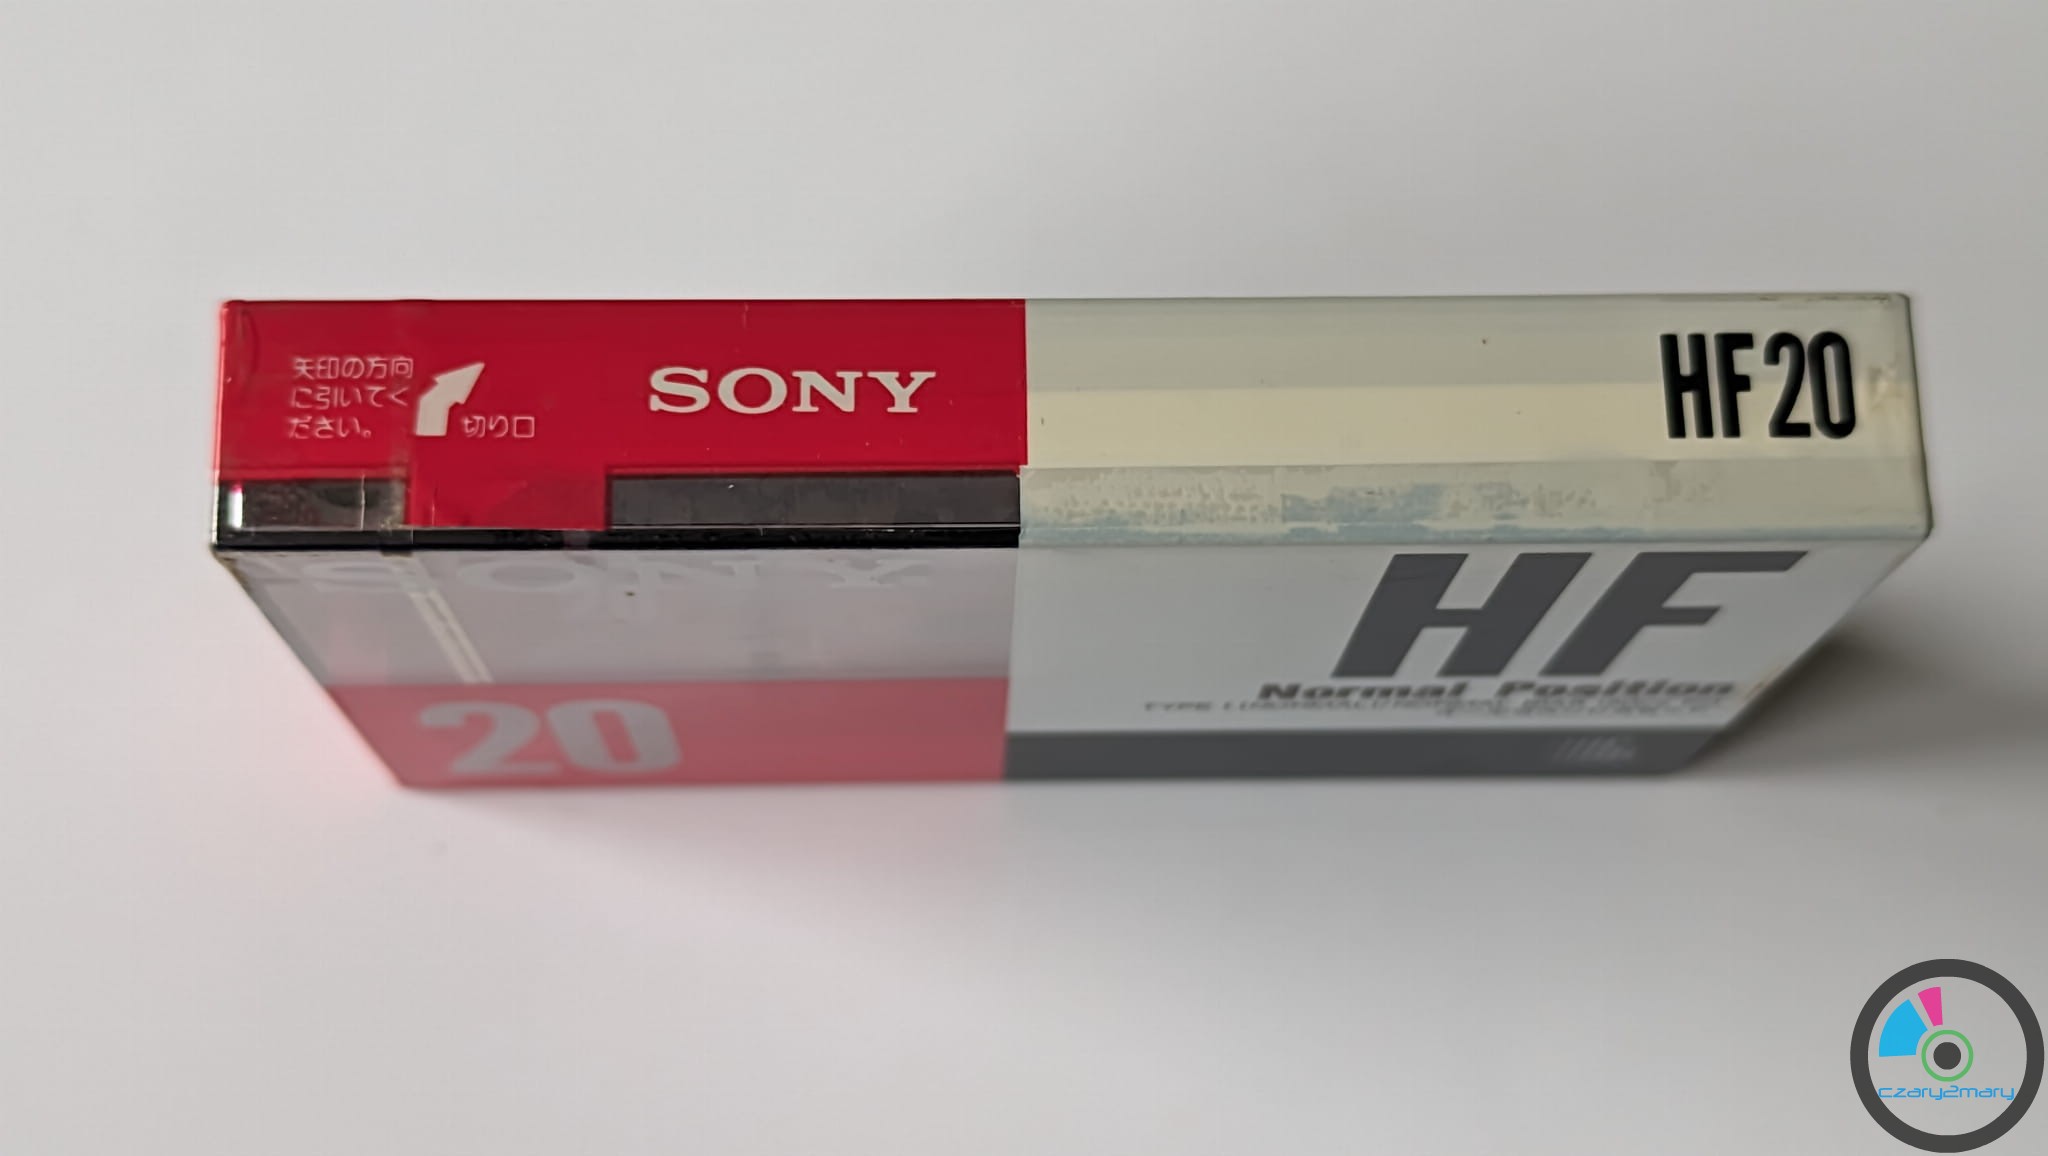 矢印の方向
に引いてく
ださい。
切り口
SONY
HF20
SONY
HF
Normal Position
20
czary2mary